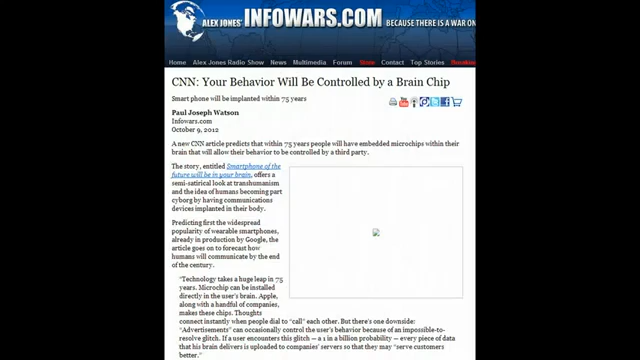 ALEX JONES' INFOWARS.COM BECAUSE THERE IS A WAR ON
Home Alex Jones Radio Show News Multimedia Forum Store Contact Top Stories Breaking
CNN: Your Behavior Will Be Controlled by a Brain Chip
Smart phone will be implanted within 75 years
Paul Joseph Watson
Infowars.com
October 9, 2012
A new CNN article predicts that within 75 years people will have embedded microchips within their
brain that will allow their behavior to be controlled by a third party.
The story, entitled Smartphone of the
future will be in your brain, offers a
semi-satirical look at transhumanism
and the idea of humans becoming part
cyborg by having communications
devices implanted in their body.
Predicting first the widespread
popularity of wearable smartphones,
already in production by Google, the
article goes on to forecast how
humans will communicate by the end
of the century.
"Technology takes a huge leap in 75
years. Microchip can be installed
directly in the user's brain. Apple,
along with a handful of companies,
makes these chips. Thoughts
connect instantly when people dial to "call" each other. But there's one downside:
"Advertisements" can occasionally control the user's behavior because of an impossible-to-
resolve glitch. If a user encounters this glitch — a 1 in a billion probability — every piece of data
that his brain delivers is uploaded to companies' servers so that they may "serve customers
better."